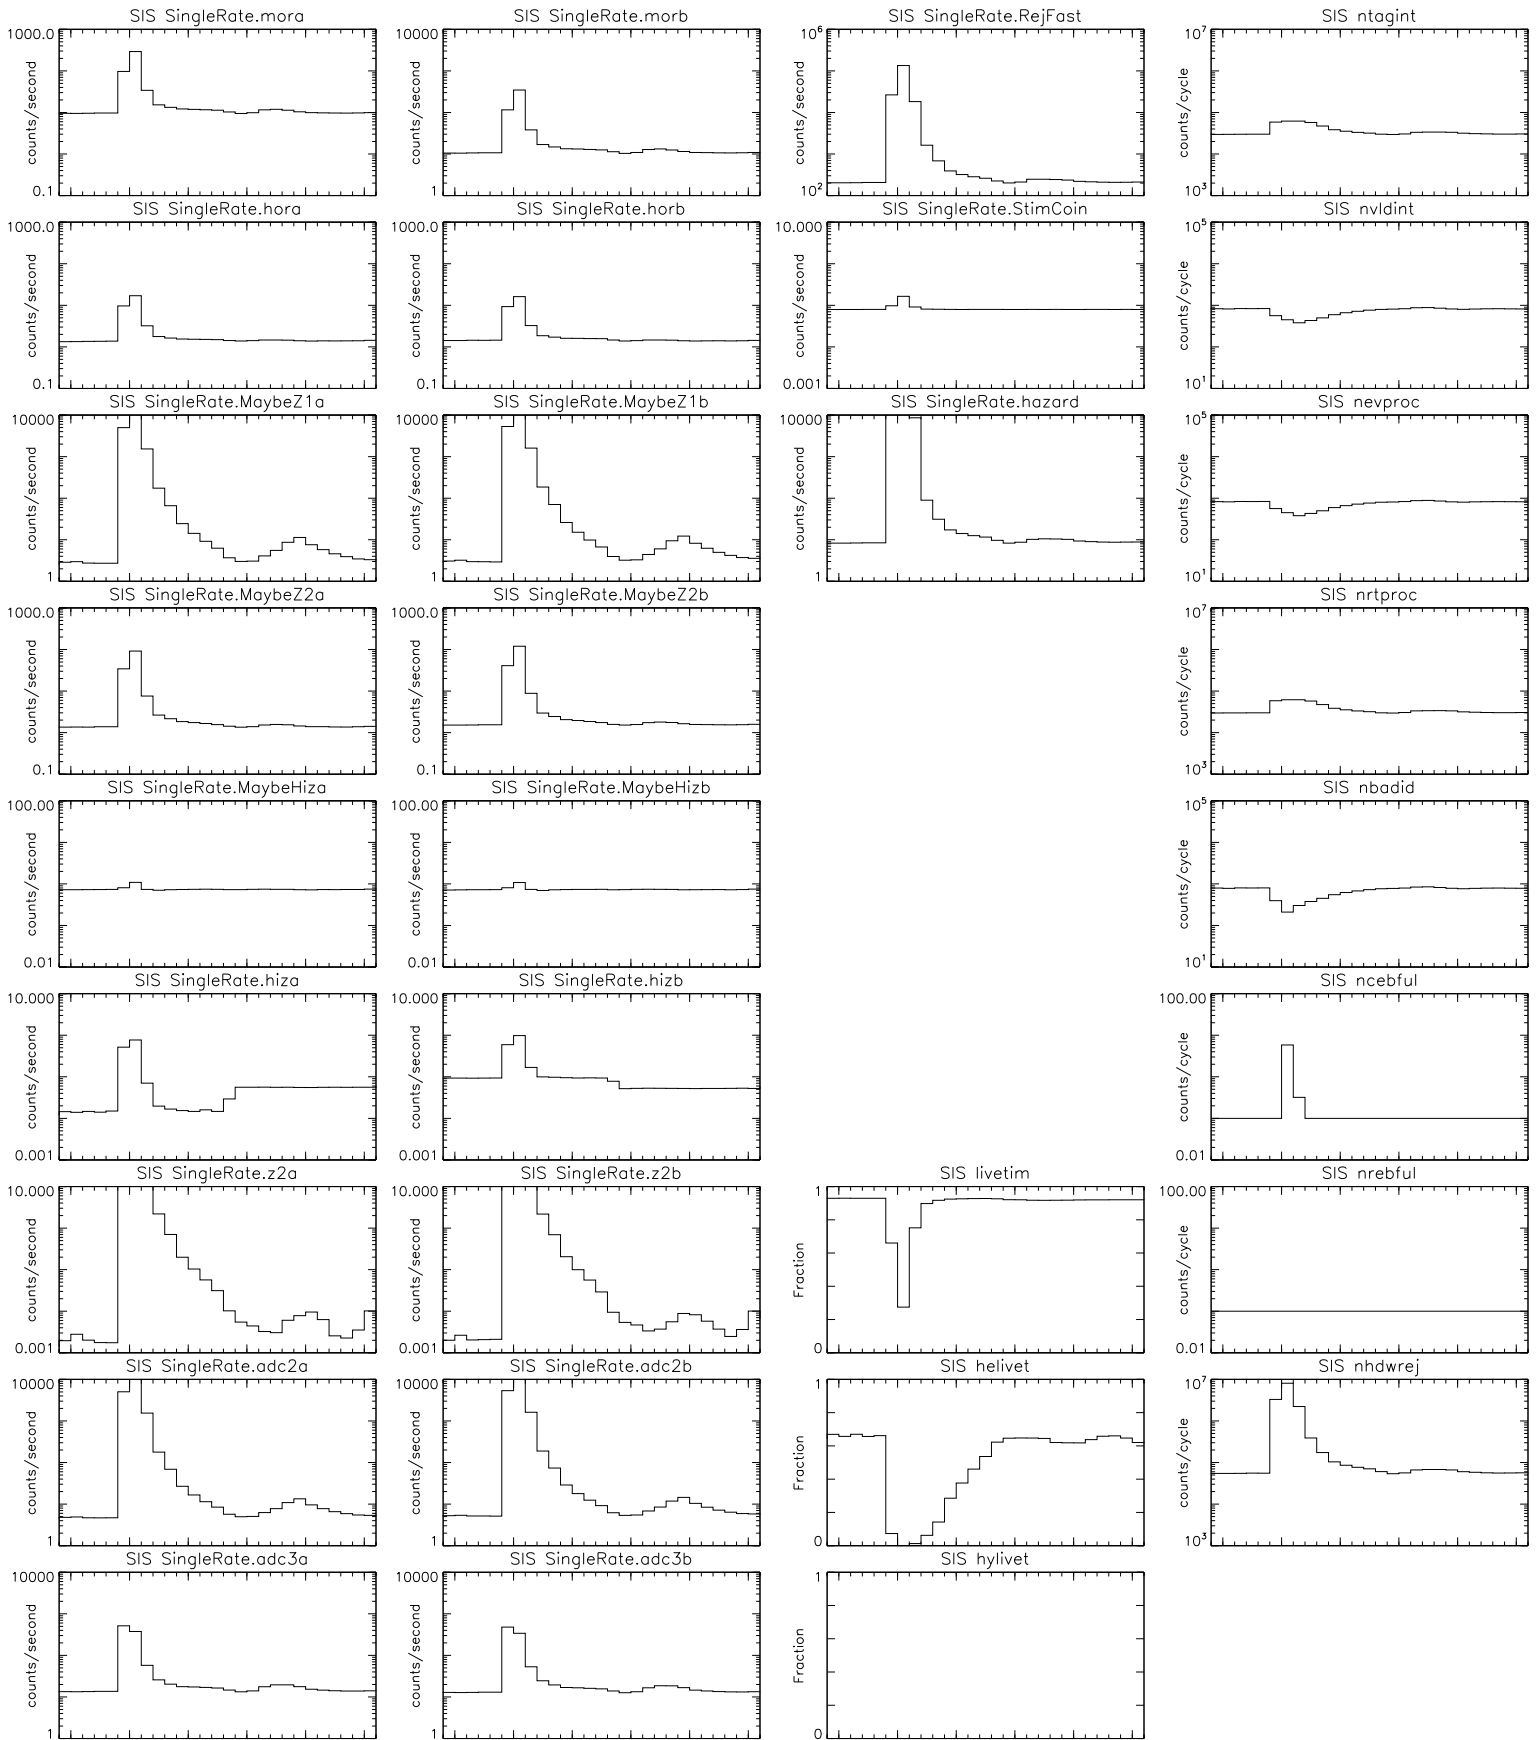 SIS SingleRate.mora
1000.0
0.1
counts/second
SIS SingleRate.morb
10000
1
counts/second
SIS SingleRate.RejFast
10⁶
10²
counts/second
SIS ntagint
10⁷
10³
counts/cycle
SIS SingleRate.hora
1000.0
0.1
counts/second
SIS SingleRate.horb
1000.0
0.1
counts/second
SIS SingleRate.StimCoin
10.000
0.001
counts/second
SIS nvldint
10⁵
10¹
counts/cycle
SIS SingleRate.MaybeZ1a
10000
1
counts/second
SIS SingleRate.MaybeZ1b
10000
1
counts/second
SIS SingleRate.hazard
10000
1
counts/second
SIS nevproc
10⁵
10¹
counts/cycle
SIS SingleRate.MaybeZ2a
1000.0
0.1
counts/second
SIS SingleRate.MaybeZ2b
1000.0
0.1
counts/second
SIS nrtproc
10⁷
10³
counts/cycle
SIS SingleRate.MaybeHiza
100.00
0.01
counts/second
SIS SingleRate.MaybeHizb
100.00
0.01
counts/second
SIS nbadid
10⁵
10¹
counts/cycle
SIS SingleRate.hiza
10.000
0.001
counts/second
SIS SingleRate.hizb
10.000
0.001
counts/second
SIS ncebful
100.00
0.01
counts/cycle
SIS SingleRate.z2a
10.000
0.001
counts/second
SIS SingleRate.z2b
10.000
0.001
counts/second
SIS livetim
1
0
Fraction
SIS nrebful
100.00
0.01
counts/cycle
SIS SingleRate.adc2a
10000
1
counts/second
SIS SingleRate.adc2b
10000
1
counts/second
SIS helivet
1
0
Fraction
SIS nhdwrej
10⁷
10³
counts/cycle
SIS SingleRate.adc3a
10000
1
counts/second
SIS SingleRate.adc3b
10000
1
counts/second
SIS hylivet
1
0
Fraction